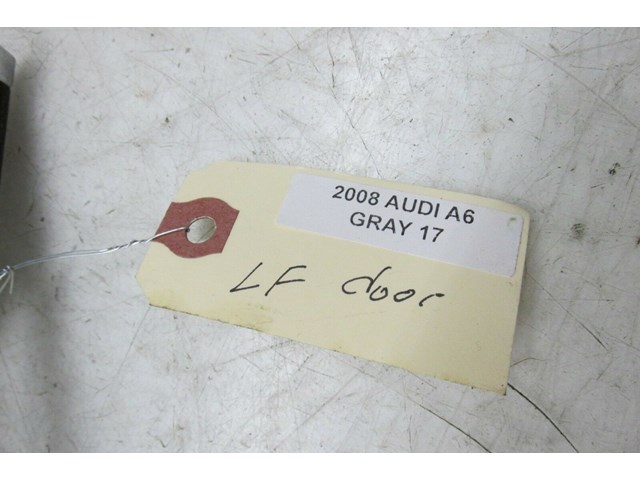 2008 AUDI A6
GRAY 17
LF door